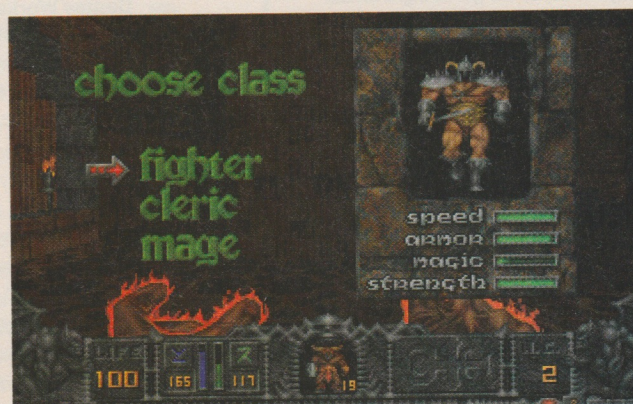 choose class
fighter
cleric
mage
speed
armor
magic
strength
LIFE
100
165
117
19
A.C.
2